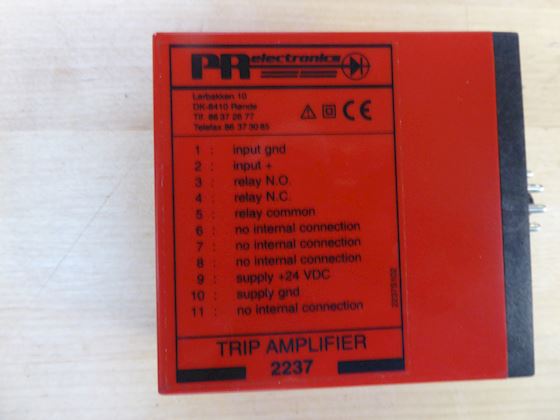 PR electronics
Lerbakken 10
DK-8410 Rønde
Tlf. 86 37 26 77
Telefax 86 37 30 85
CE
1 : input gnd
2 : input +
3 : relay N.O.
4 : relay N.C.
5 : relay common
6 : no internal connection
7 : no internal connection
8 : no internal connection
9 : supply +24 VDC
10 : supply gnd
11 : no internal connection
2237S102
TRIP AMPLIFIER
2237